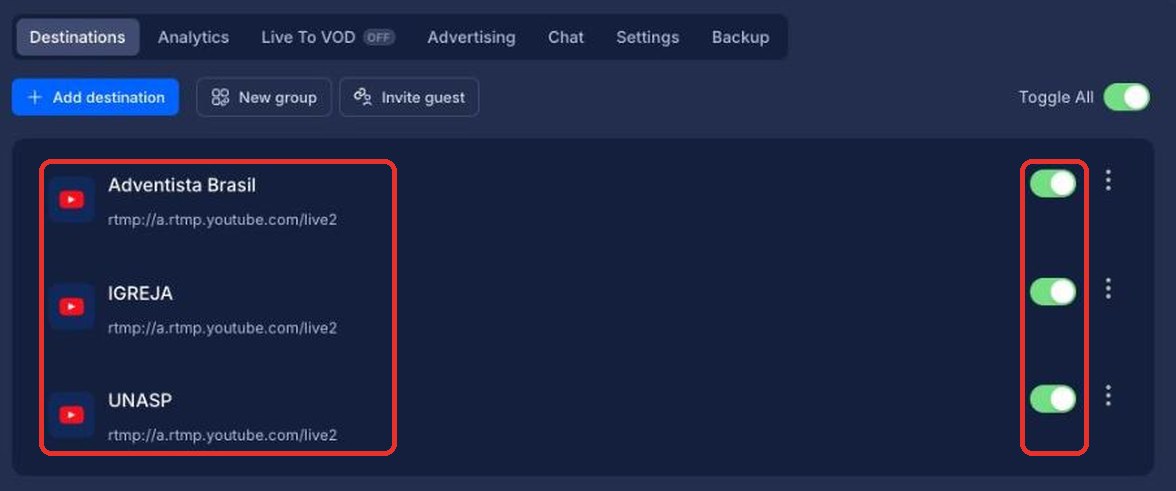 Destinations Analytics Live To VOD OFF Advertising Chat Settings Backup
+ Add destination New group Invite guest Toggle All
Adventista Brasil
rtmp://a.rtmp.youtube.com/live2
IGREJA
rtmp://a.rtmp.youtube.com/live2
UNASP
rtmp://a.rtmp.youtube.com/live2